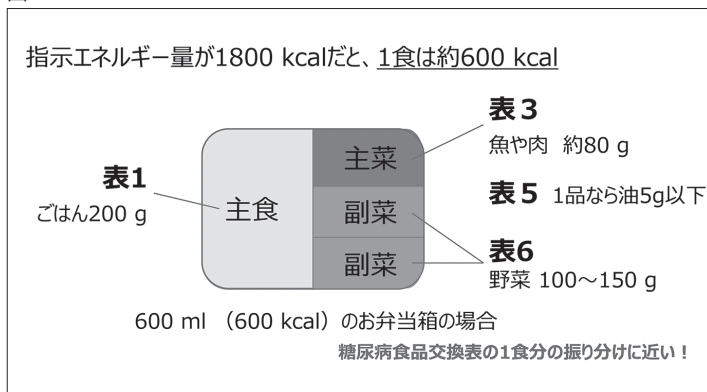 指示エネルギー量が1800 kcalだと、1食は約600 kcal
表3
魚や肉 約80 g
主菜
表1
ごはん200 g
主食
表5 1品なら油5g以下
副菜
表6
野菜 100～150 g
副菜
600 ml （600 kcal）のお弁当箱の場合
糖尿病食品交換表の1食分の振り分けに近い！